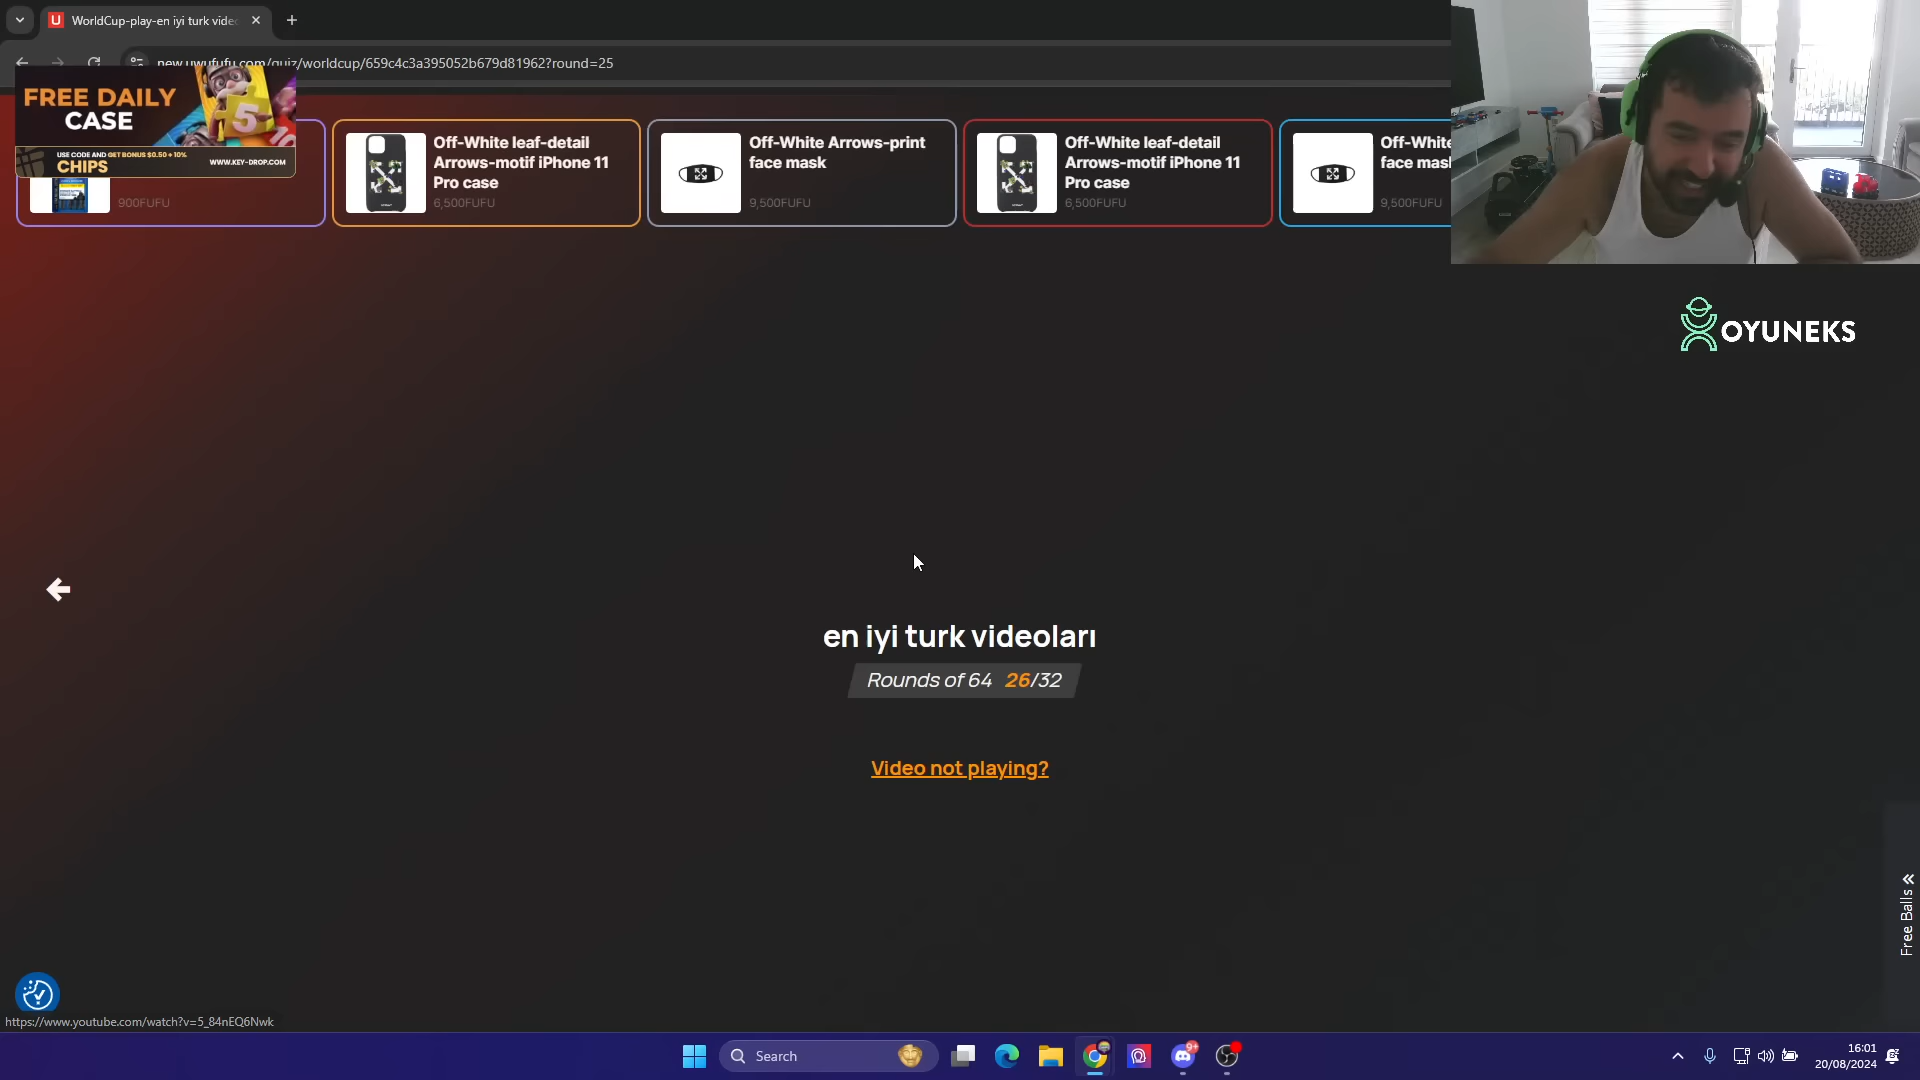 WorldCup-play-en iyi turk vide
new.uwufufu.com/quiz/worldcup/659c4c3a395052b679d81962?round=25
FREE DAILY
CASE
5
10
USE CODE AND GET BONUS $0.50 + 10%
CHIPS
WWW.KEY-DROP.COM
900FUFU
Off-White leaf-detail
Arrows-motif iPhone 11
Pro case
6,500FUFU
Off-White Arrows-print
face mask
9,500FUFU
Off-White leaf-detail
Arrows-motif iPhone 11
Pro case
6,500FUFU
Off-White
face mask
9,500FUFU
OYUNEKS
en iyi turk videoları
Rounds of 64 26/32
Video not playing?
Free Balls
https://www.youtube.com/watch?v=5_84nEQ6Nwk
Search
9+
16:01
20/08/2024